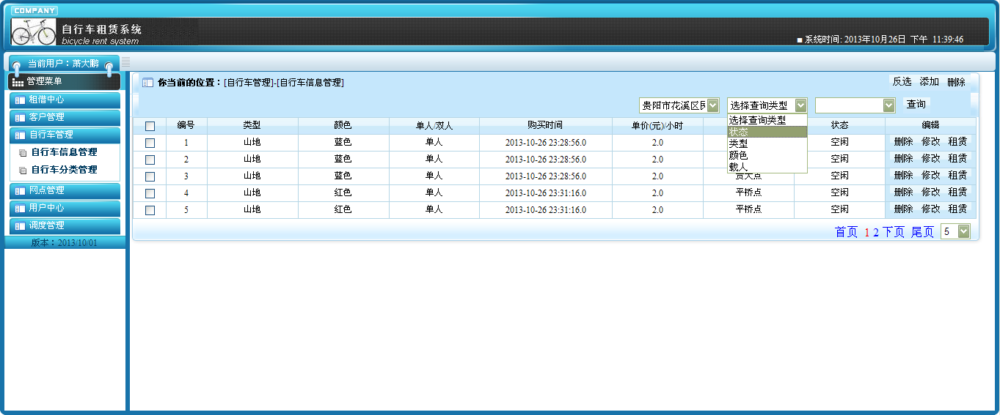 COMPANY
自行车租赁系统
bicycle rent system
系统时间: 2013年10月26日 下午 11:39:46
当前用户：萧大鹏
管理菜单
租借中心
客户管理
自行车管理
自行车信息管理
自行车分类管理
网点管理
用户中心
调度管理
版本：2013/10/01
你当前的位置：[自行车管理]-[自行车信息管理]
反选 添加 删除
贵阳市花溪区 选择查询类型 查询
选择查询类型
状态
类型
颜色
载人
编号 类型 颜色 单人/双人 购买时间 单价(元)/小时 状态 编辑
1 山地 蓝色 单人 2013-10-26 23:28:56.0 2.0 空闲 删除 修改 租赁
2 山地 蓝色 单人 2013-10-26 23:28:56.0 2.0 空闲 删除 修改 租赁
3 山地 蓝色 单人 2013-10-26 23:28:56.0 2.0 贵大点 空闲 删除 修改 租赁
4 山地 红色 单人 2013-10-26 23:31:16.0 2.0 平桥点 空闲 删除 修改 租赁
5 山地 红色 单人 2013-10-26 23:31:16.0 2.0 平桥点 空闲 删除 修改 租赁
首页 1 2 下页 尾页 5